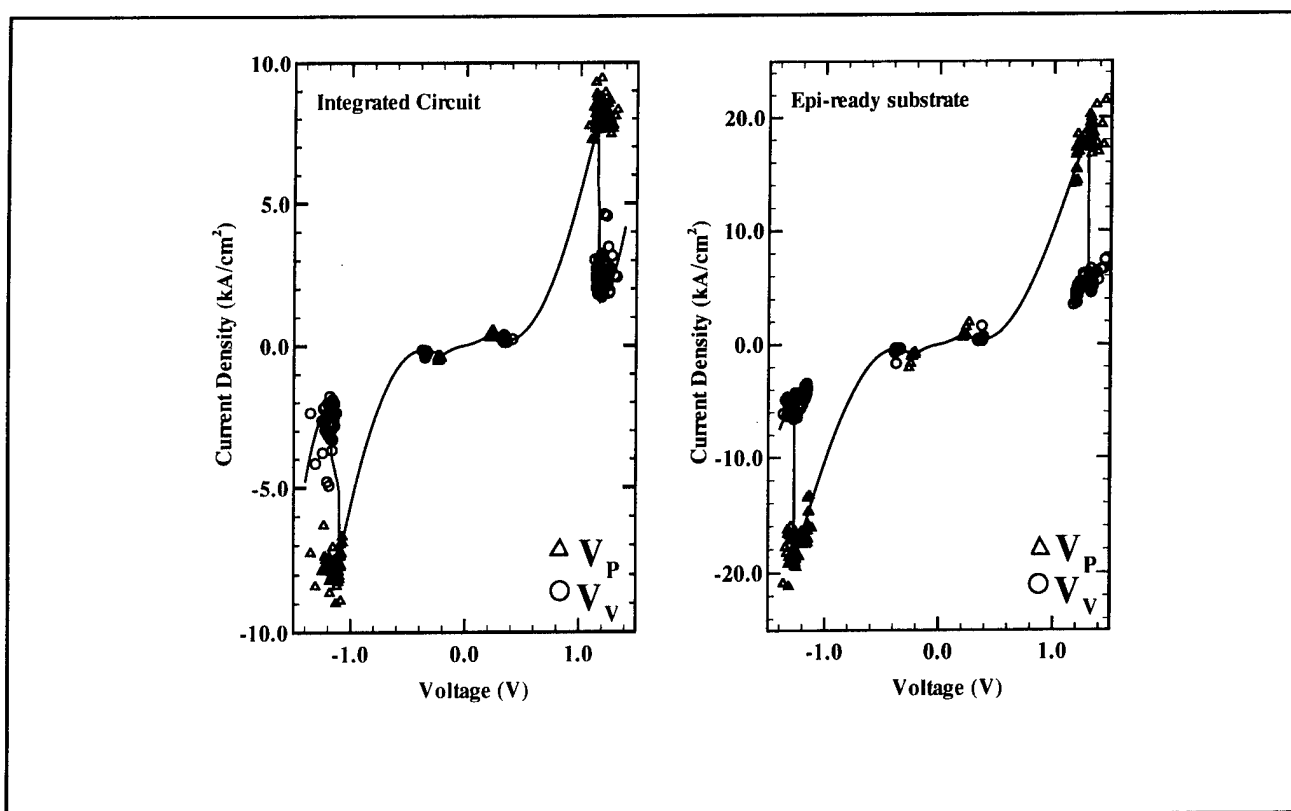 Integrated Circuit
10.0
5.0
0.0
-5.0
-10.0
Current Density (kA/cm²)
-1.0 0.0 1.0
Voltage (V)
V_P
V_V
Epi-ready substrate
20.0
10.0
0.0
-10.0
-20.0
Current Density (kA/cm²)
-1.0 0.0 1.0
Voltage (V)
V_P
V_V